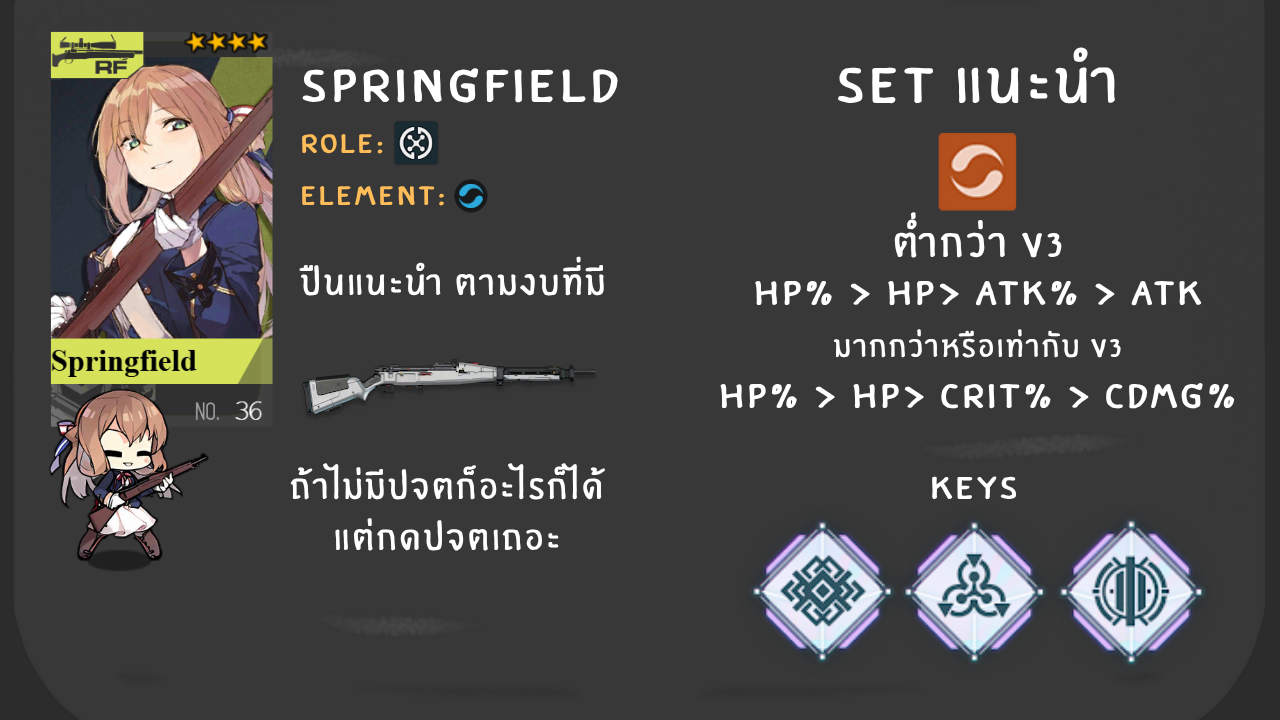 RF
SPRINGFIELD
ROLE:
ELEMENT:
ปืนแนะนำ ตามงบที่มี
Springfield
NO. 36
ถ้าไม่มีปจตก็อะไรก็ได้
แต่กดปจตเถอะ
SET แนะนำ
ต่ำกว่า V3
HP% > HP> ATK% > ATK
มากกว่าหรือเท่ากับ V3
HP% > HP> CRIT% > CDMG%
KEYS